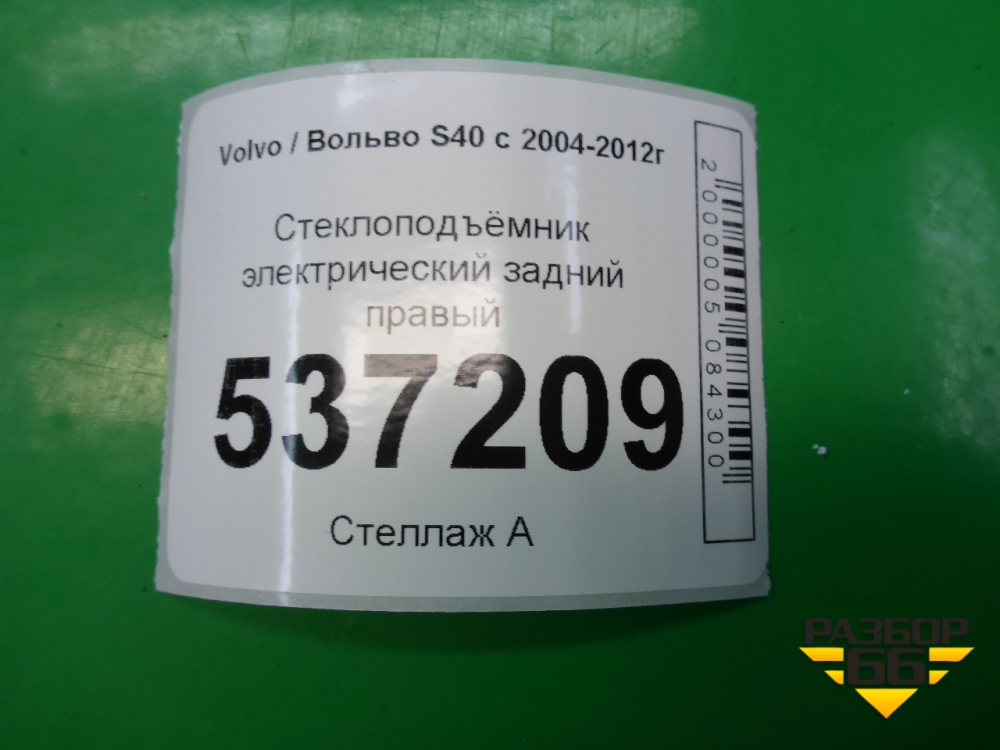 Volvo / Вольво S40 с 2004-2012г
Стеклоподъёмник
электрический задний
правый
537209
Стеллаж А
2000005084300
РАЗБОР
66